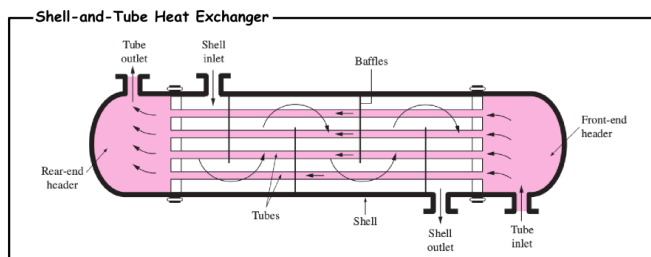 Shell-and-Tube Heat Exchanger
Tube
outlet
Shell
inlet
Baffles
Front-end
header
Rear-end
header
Tubes
Shell
Shell
outlet
Tube
inlet